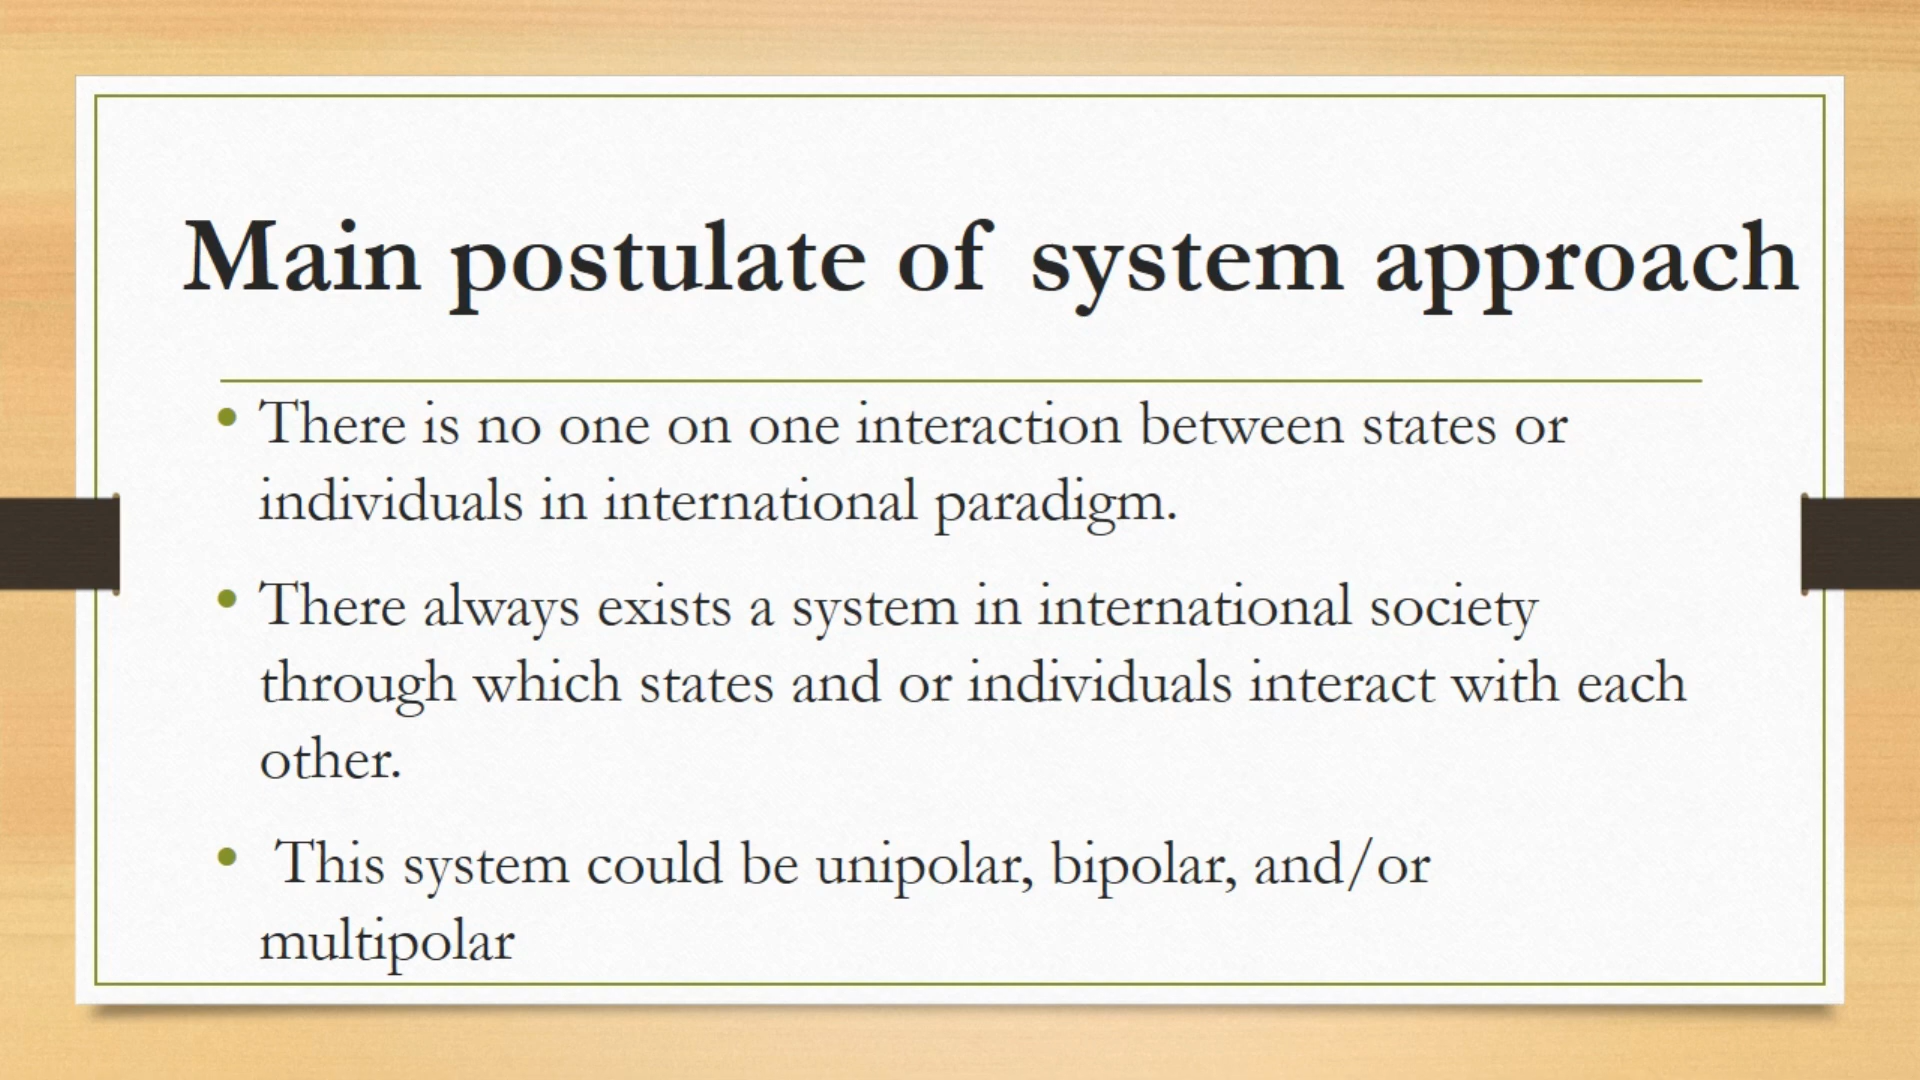 Main postulate of system approach
• There is no one on one interaction between states or
individuals in international paradigm.
• There always exists a system in international society
through which states and or individuals interact with each
other.
• This system could be unipolar, bipolar, and/or
multipolar